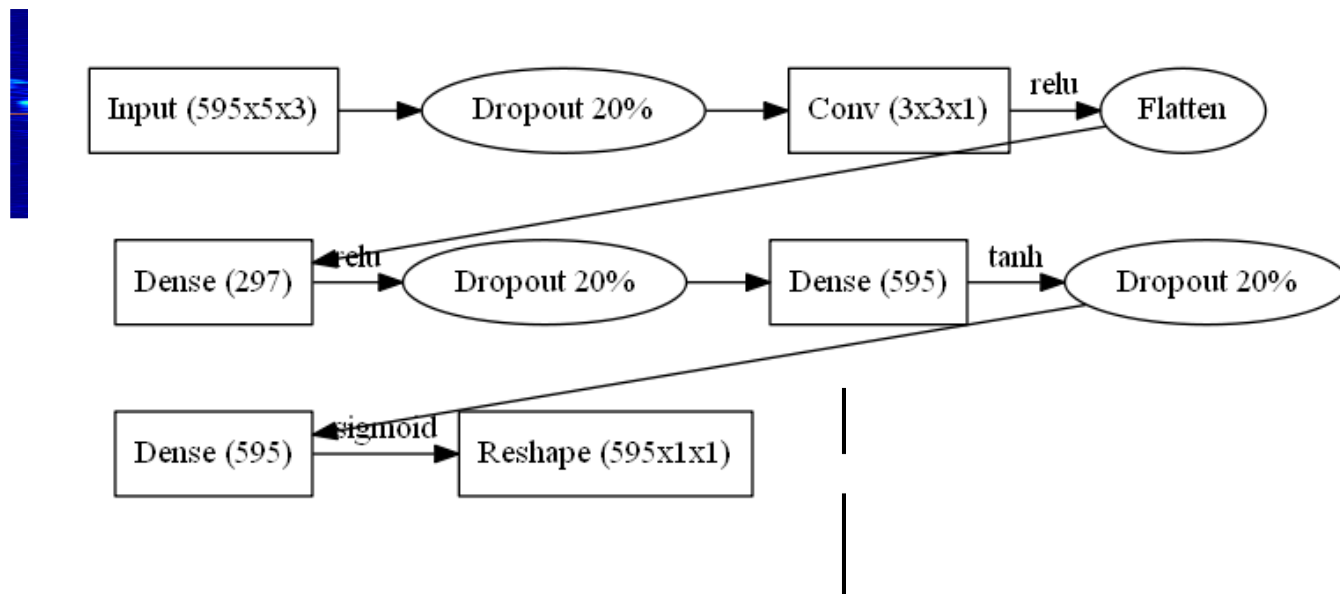 Input (595x5x3)
Dropout 20%
Conv (3x3x1)
relu
Flatten
Dense (297)
relu
Dropout 20%
Dense (595)
tanh
Dropout 20%
Dense (595)
sigmoid
Reshape (595x1x1)